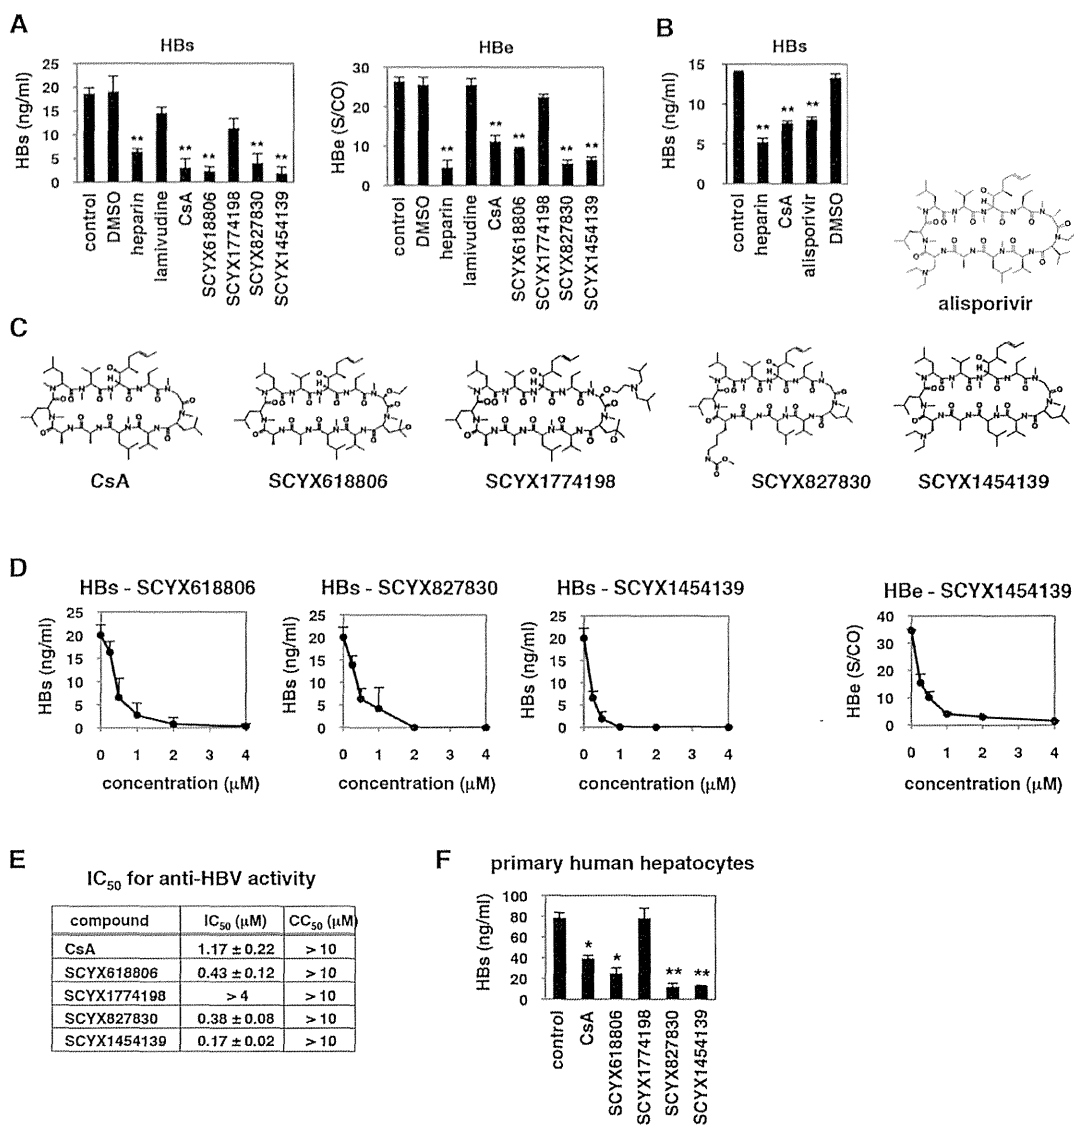 A
HBs
HBs (ng/ml)
25
20
15
10
5
0
**
**
**
**
**
control
DMSO
heparin
lamivudine
CsA
SCYX618806
SCYX1774198
SCYX827830
SCYX1454139
HBe
HBe (S/CO)
30
20
10
0
**
**
**
**
**
control
DMSO
heparin
lamivudine
CsA
SCYX618806
SCYX1774198
SCYX827830
SCYX1454139
B
HBs
HBs (ng/ml)
15
10
5
0
**
**
**
control
heparin
CsA
alisporivir
DMSO
alisporivir
C
CsA
SCYX618806
SCYX1774198
SCYX827830
SCYX1454139
D
HBs - SCYX618806
HBs (ng/ml)
25
20
15
10
5
0
0 1 2 3 4
concentration (μM)
HBs - SCYX827830
HBs (ng/ml)
25
20
15
10
5
0
0 1 2 3 4
concentration (μM)
HBs - SCYX1454139
HBs (ng/ml)
25
20
15
10
5
0
0 1 2 3 4
concentration (μM)
HBe - SCYX1454139
HBe (S/CO)
40
30
20
10
0
0 1 2 3 4
concentration (μM)
E
IC50 for anti-HBV activity
compound IC50 (μM) CC50 (μM)
CsA 1.17 ± 0.22 > 10
SCYX618806 0.43 ± 0.12 > 10
SCYX1774198 > 4 > 10
SCYX827830 0.38 ± 0.08 > 10
SCYX1454139 0.17 ± 0.02 > 10
F
primary human hepatocytes
HBs (ng/ml)
100
80
60
40
20
0
*
*
**
**
control
CsA
SCYX618806
SCYX1774198
SCYX827830
SCYX1454139